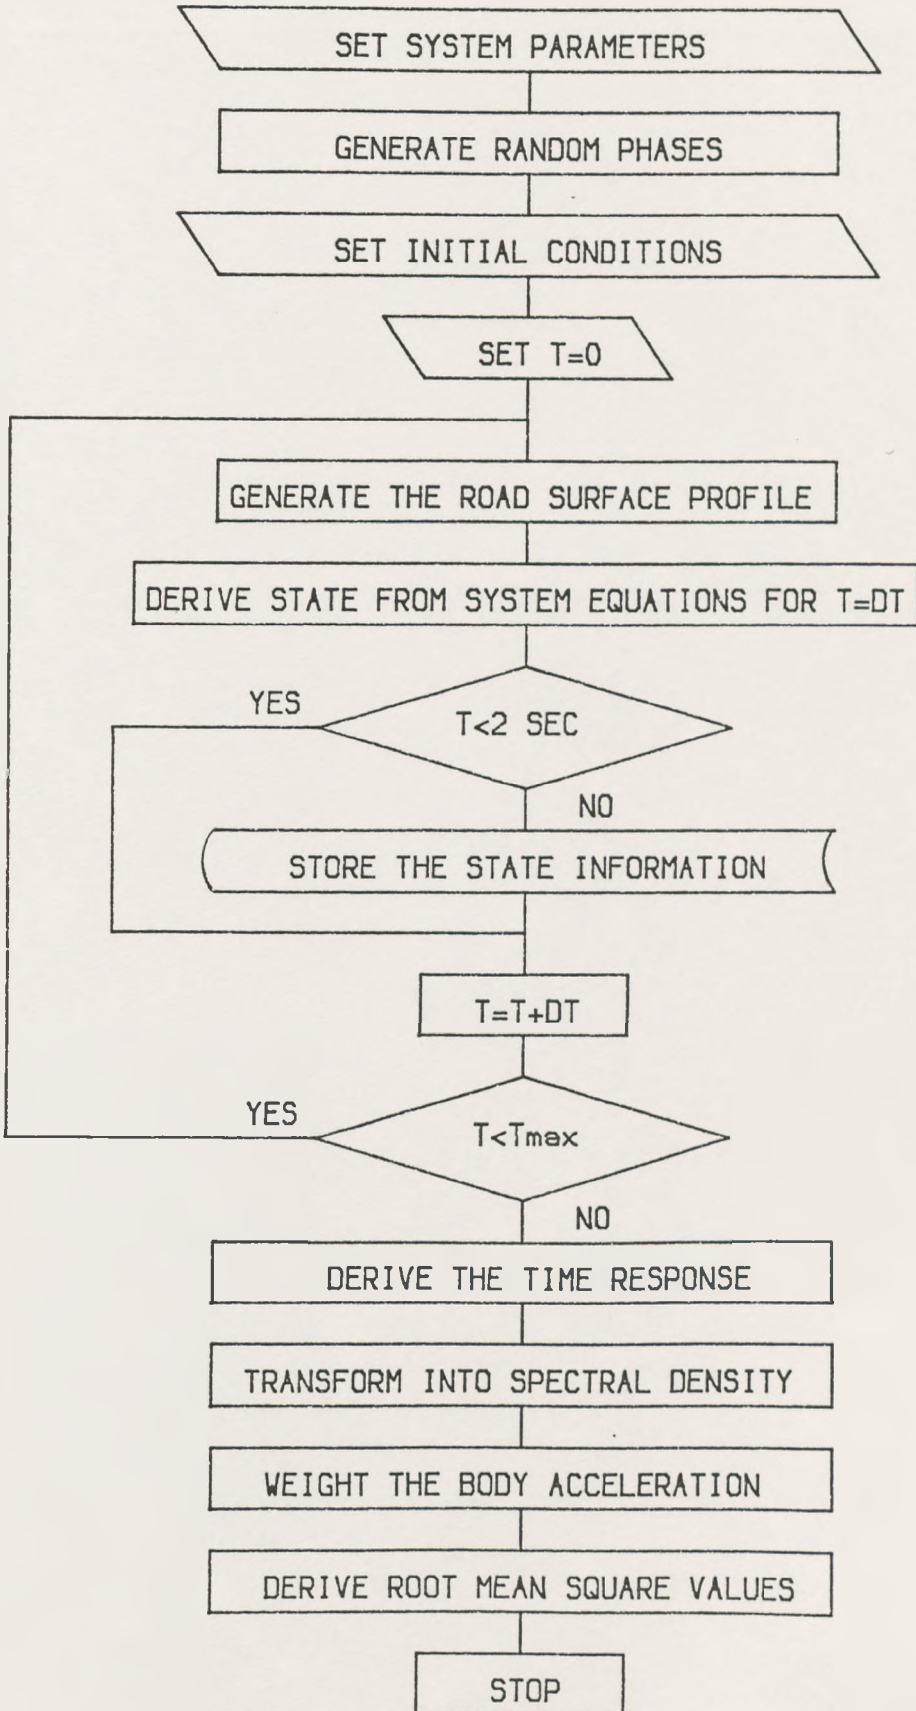 SET SYSTEM PARAMETERS
GENERATE RANDOM PHASES
SET INITIAL CONDITIONS
SET T=0
GENERATE THE ROAD SURFACE PROFILE
DERIVE STATE FROM SYSTEM EQUATIONS FOR T=DT
YES
T<2 SEC
NO
STORE THE STATE INFORMATION
T=T+DT
YES
T<Tmax
NO
DERIVE THE TIME RESPONSE
TRANSFORM INTO SPECTRAL DENSITY
WEIGHT THE BODY ACCELERATION
DERIVE ROOT MEAN SQUARE VALUES
STOP